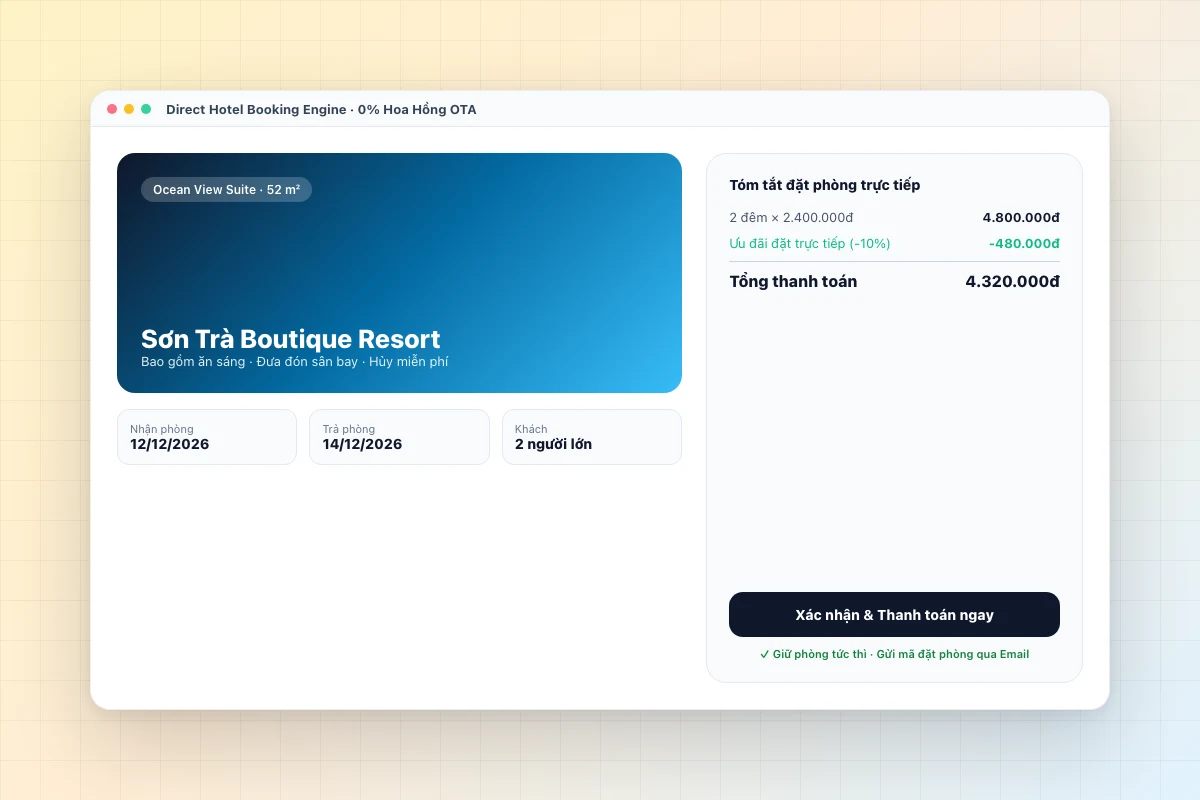 Direct Hotel Booking Engine · 0% Hoa Hồng OTA
Ocean View Suite · 52 m²
Sơn Trà Boutique Resort
Bao gồm ăn sáng · Đưa đón sân bay · Hủy miễn phí
Nhận phòng
12/12/2026
Trả phòng
14/12/2026
Khách
2 người lớn
Tóm tắt đặt phòng trực tiếp
2 đêm × 2.400.000đ 4.800.000đ
Ưu đãi đặt trực tiếp (-10%) -480.000đ
Tổng thanh toán 4.320.000đ
Xác nhận & Thanh toán ngay
✓ Giữ phòng tức thì · Gửi mã đặt phòng qua Email